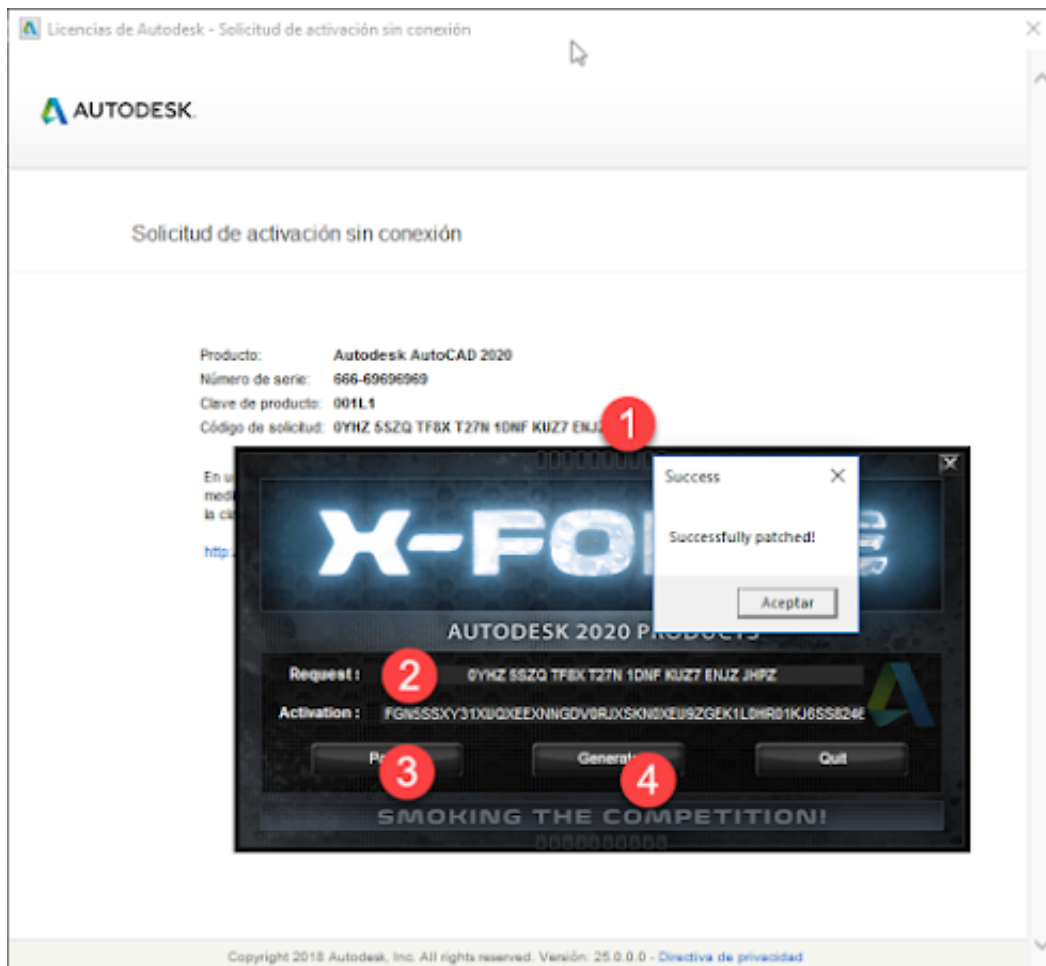 Licencias de Autodesk - Solicitud de activación sin conexión
AUTODESK.
Solicitud de activación sin conexión
Producto: Autodesk AutoCAD 2020
Número de serie: 666-69696969
Clave de producto: 001L1
Código de solicitud: 0YHZ 5SZQ TF8X T27N 1DNF KUZ7
1
En
la
http:
Success
Successfully patched!
Aceptar
AUTODESK 2020
Request : 2 0YHZ 5SZQ TF8X T27N 1DNF KUZ7 ENJZ JHPZ
Activation :
3
4
Quit
SMOKING THE COMPETITION!
Copyright 2018 Autodesk, Inc. All rights reserved. Versión: 25.0.0.0 - Directiva de privacidad